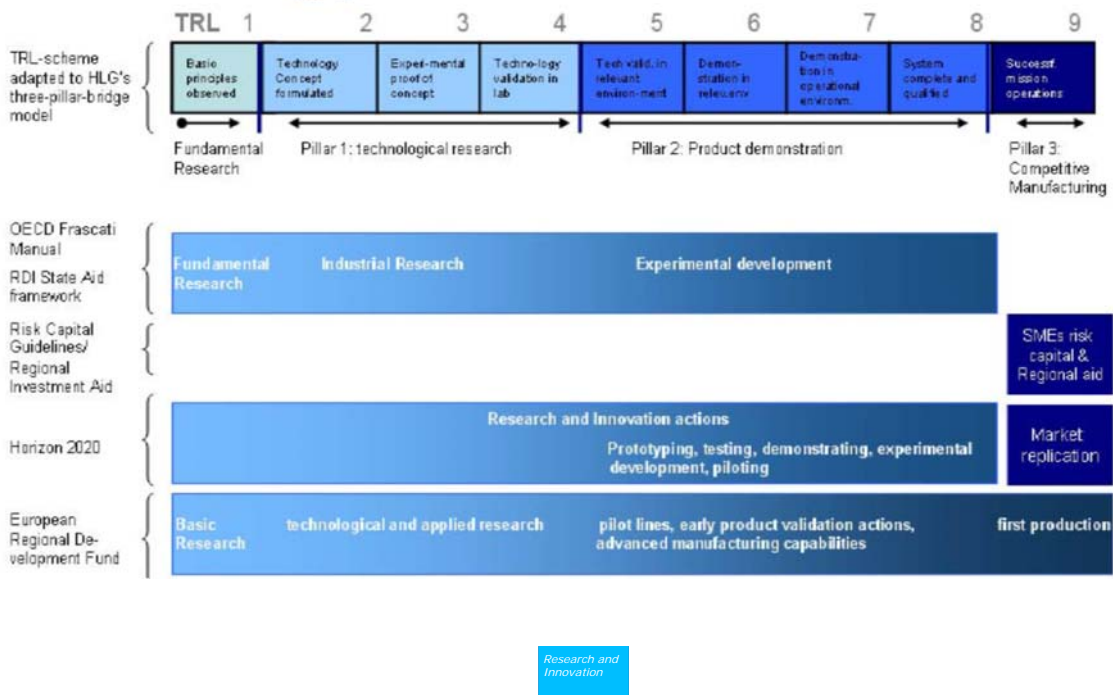 TRL 1 2 3 4 5 6 7 8 9
TRL-scheme
adapted to HLG's
three-pillar-bridge
model
Basic
principles
observed
Technology
Concept
formulated
Experi-mental
proof of
concept
Techno-logy
validation in
lab
Tech valid. in
relevant
environ-ment
Demon-
stration in
relev.env
Demonstra-
tion in
operational
environm.
System
complete and
qualified
Successf.
mission
operations
Fundamental
Research
Pillar 1: technological research
Pillar 2: Product demonstration
Pillar 3:
Competitive
Manufacturing
OECD Frascati
Manual
RDI State Aid
framework
Fundamental
Research
Industrial Research
Experimental development
Risk Capital
Guidelines/
Regional
Investment Aid
SMEs risk
capital &
Regional aid
Horizon 2020
Research and Innovation actions
Prototyping, testing, demonstrating, experimental
development, piloting
Market
replication
European
Regional De-
velopment Fund
Basic
Research
technological and applied research
pilot lines, early product validation actions,
advanced manufacturing capabilities
first production
Research and
Innovation